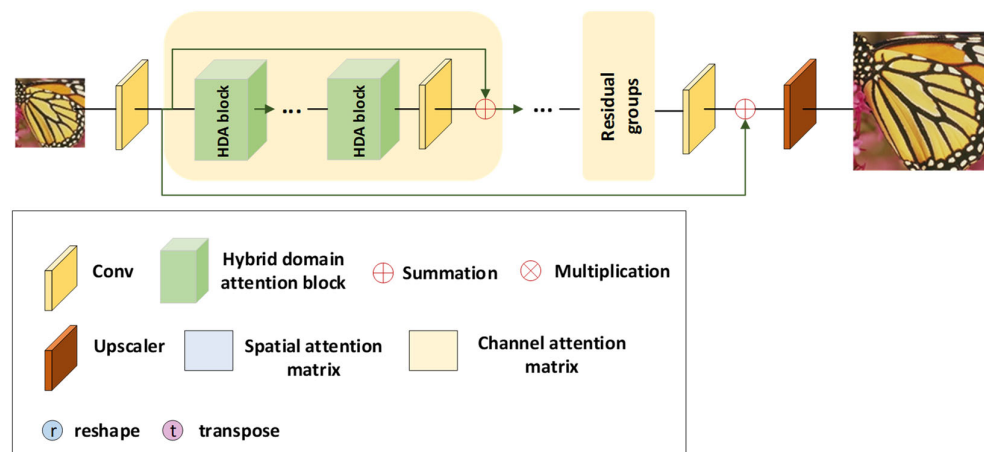 HDA block
...
HDA block
...
Residual
groups
Conv
Hybrid domain
attention block
Summation
Multiplication
Upscaler
Spatial attention
matrix
Channel attention
matrix
r reshape
t transpose